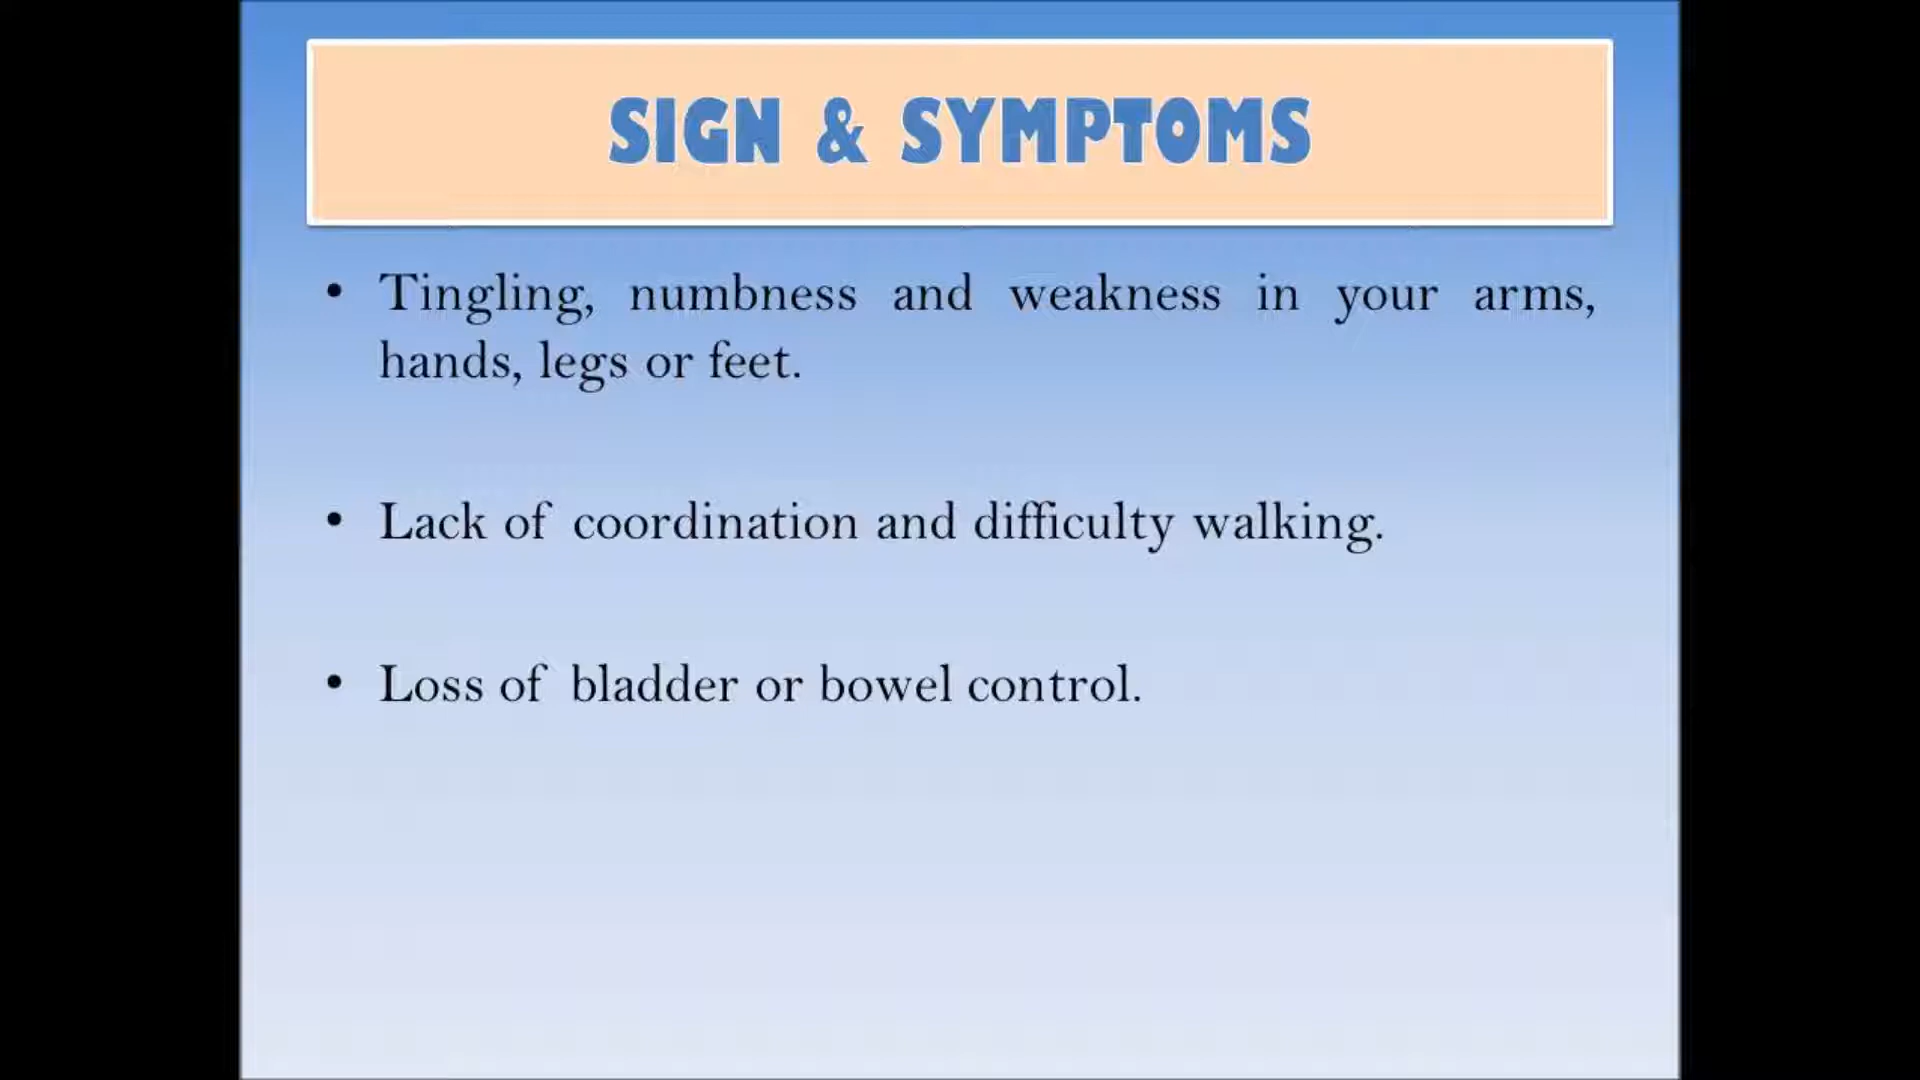 SIGN & SYMPTOMS
• Tingling, numbness and weakness in your arms,
hands, legs or feet.
• Lack of coordination and difficulty walking.
• Loss of bladder or bowel control.